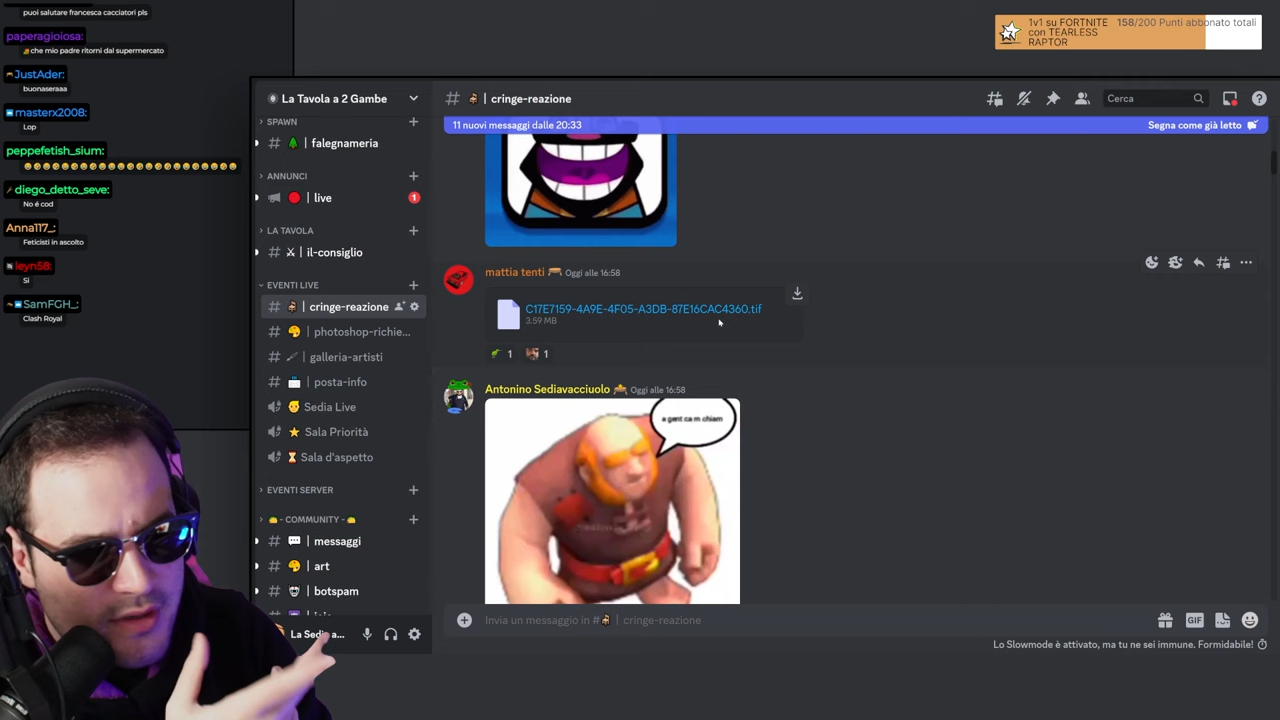 puoi salutare francesca cacciatori pls
paperagioiosa:
che mio padre ritorni dal supermercato
JustAder:
buonaseraaa
masterx2008:
Lop
peppefetish_sium:
diego_detto_seve:
No é cod
Anna117_:
Feticisti in ascolto
leyn58:
Si
SamFGH_:
Clash Royal
1v1 su FORTNITE
con TEARLESS
RAPTOR
158/200 Punti abbonato totali
La Tavola a 2 Gambe
SPAWN
# | falegnameria
ANNUNCI
| live
1
LA TAVOLA
# | il-consiglio
EVENTI LIVE
# | cringe-reazione
# photoshop-richie...
# galleria-artisti
# posta-info
Sedia Live
Sala Priorità
Sala d'aspetto
EVENTI SERVER
- COMMUNITY -
# | messaggi
# | art
# | botspam
La Sedia a...
# | cringe-reazione
Cerca
11 nuovi messaggi dalle 20:33
Segna come già letto
mattia tenti Oggi alle 16:58
C17E7159-4A9E-4F05-A3DB-87E16CAC4360.tif
3.59 MB
1 1
Antonino Sediavacciuolo Oggi alle 16:58
a gent ca m chiam
Invia un messaggio in # | cringe-reazione
GIF
Lo Slowmode è attivato, ma tu ne sei immune. Formidabile!